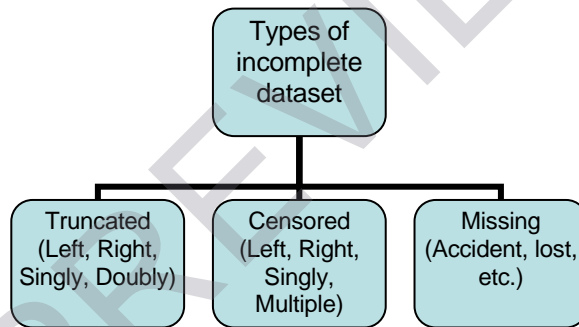 Types of
incomplete
dataset
Truncated
(Left, Right,
Singly, Doubly)
Censored
(Left, Right,
Singly,
Multiple)
Missing
(Accident, lost,
etc.)